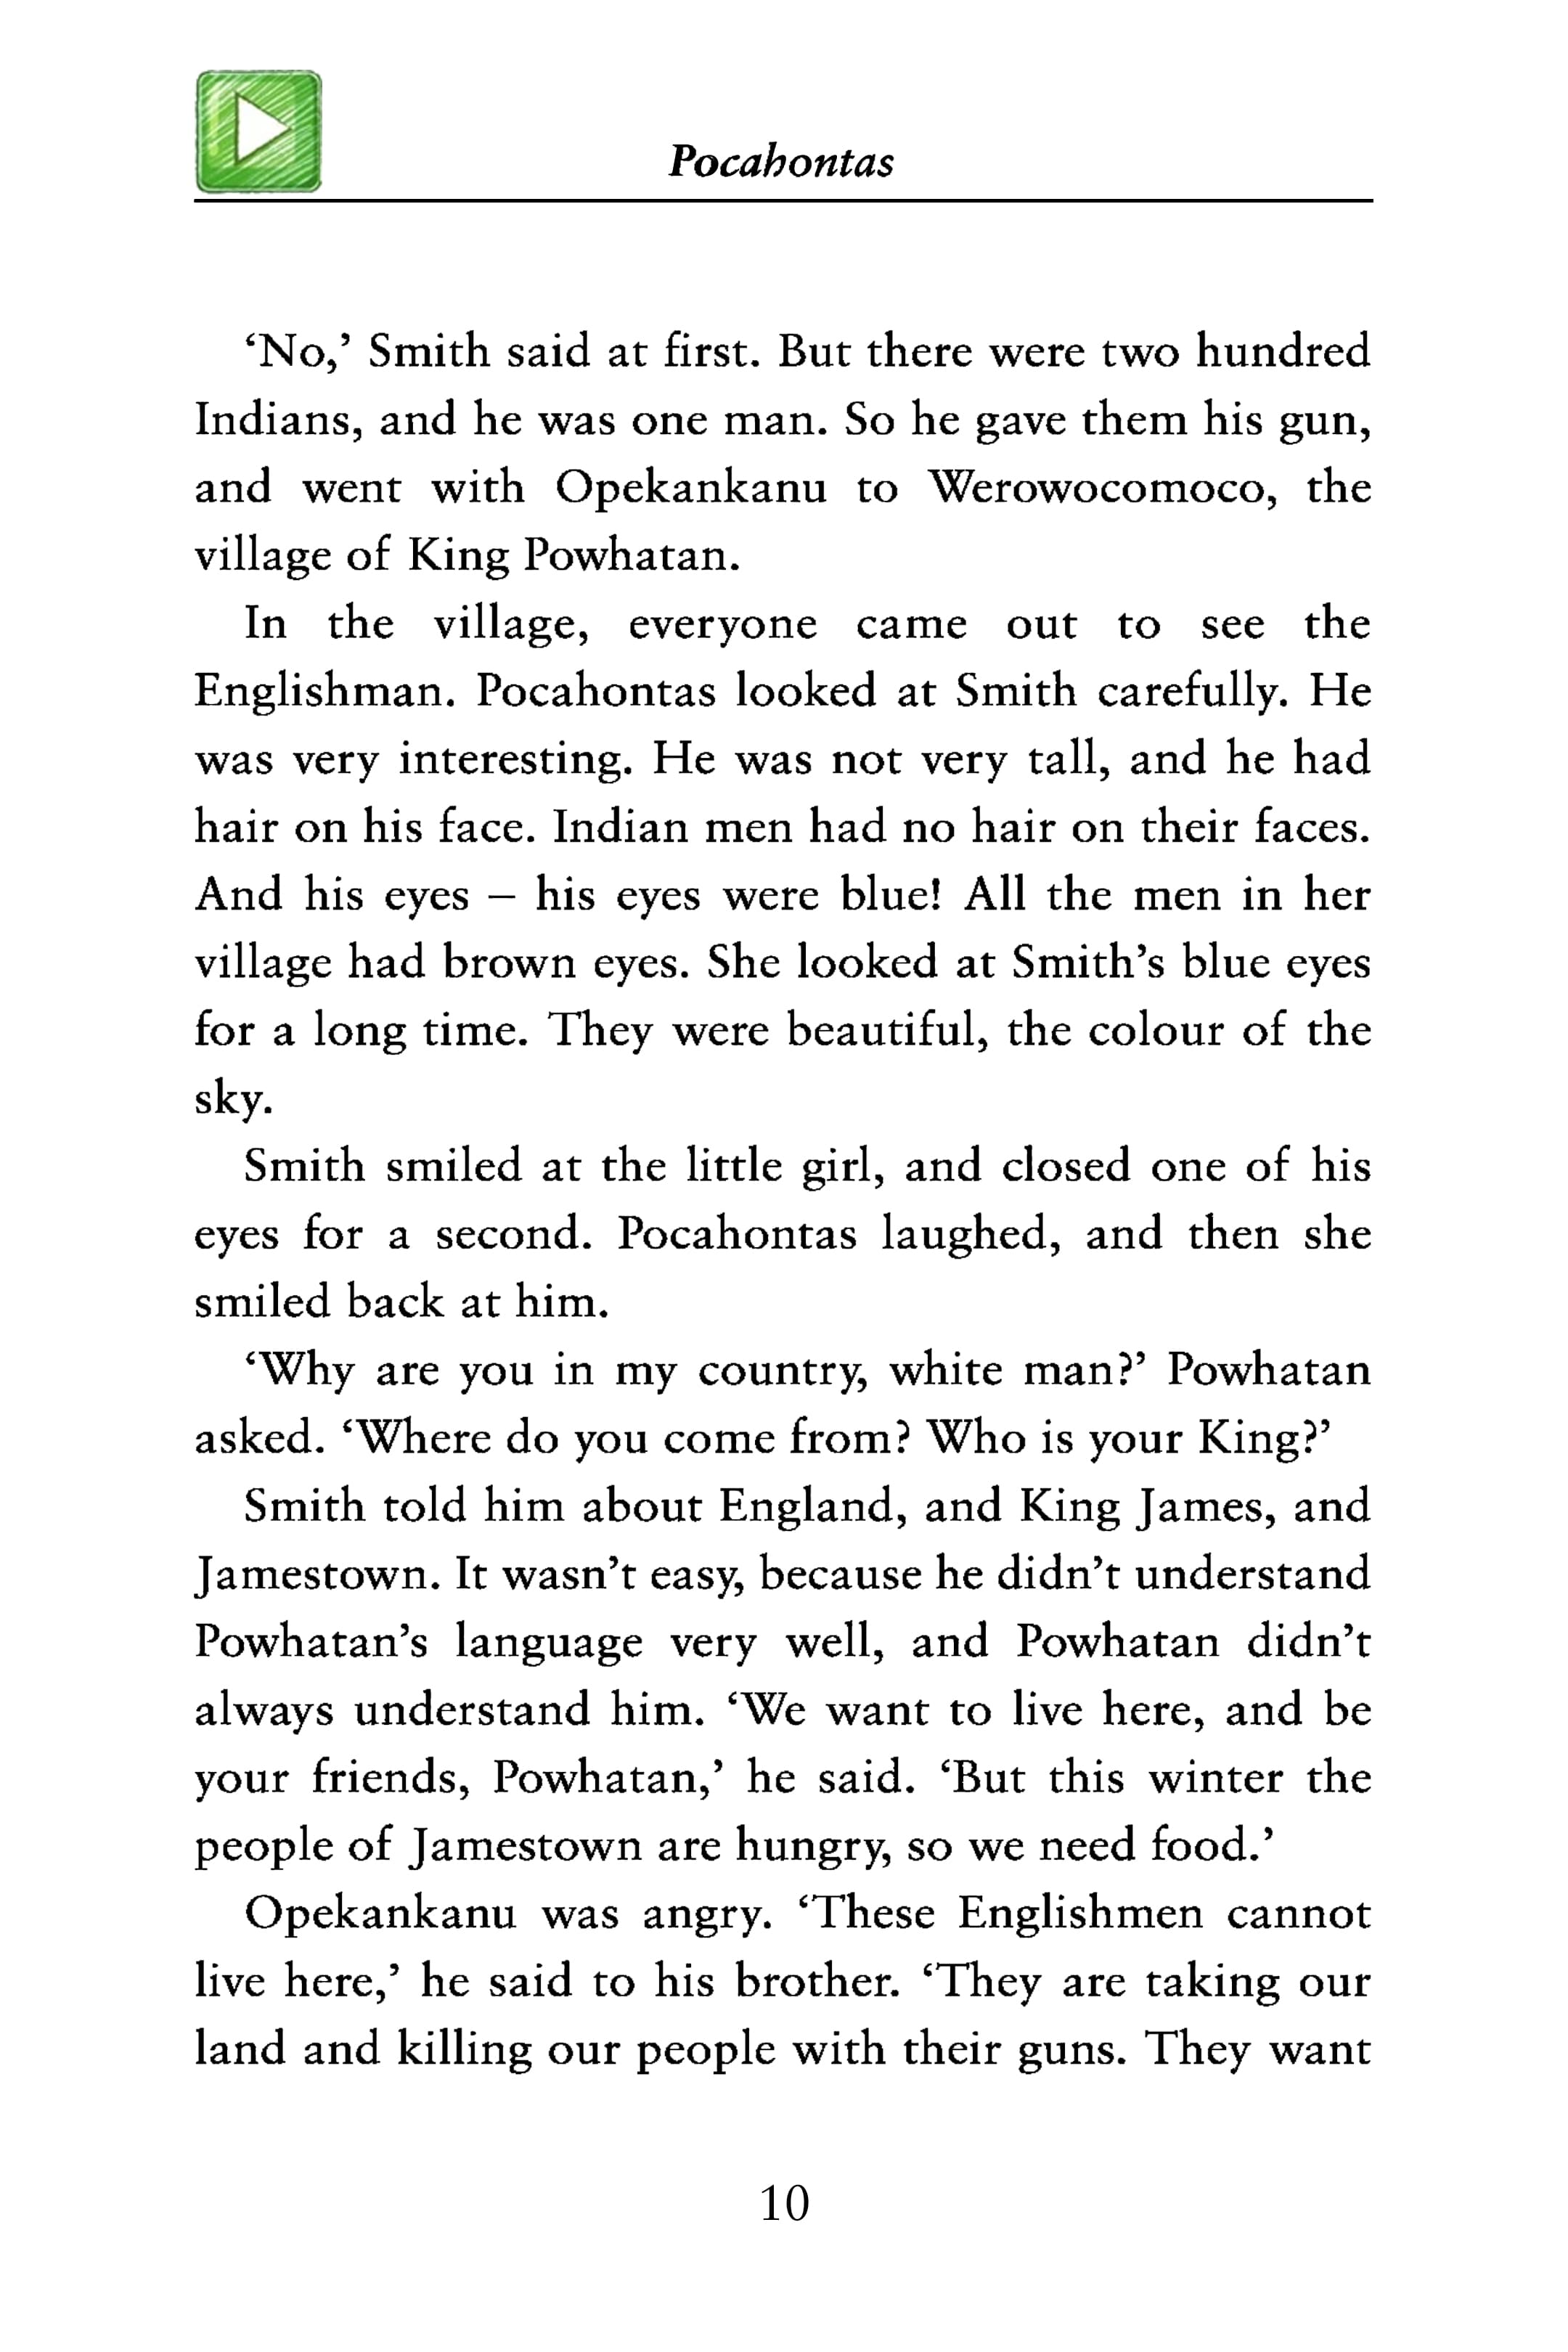 Pocahontas
‘No,’ Smith said at first. But there were two hundred
Indians, and he was one man. So he gave them his gun,
and went with Opekankanu to Werowocomoco, the
village of King Powhatan.
In the village, everyone came out to see the
Englishman. Pocahontas looked at Smith carefully. He
was very interesting. He was not very tall, and he had
hair on his face. Indian men had no hair on their faces.
And his eyes – his eyes were blue! All the men in her
village had brown eyes. She looked at Smith’s blue eyes
for a long time. They were beautiful, the colour of the
sky.
Smith smiled at the little girl, and closed one of his
eyes for a second. Pocahontas laughed, and then she
smiled back at him.
‘Why are you in my country, white man?’ Powhatan
asked. ‘Where do you come from? Who is your King?’
Smith told him about England, and King James, and
Jamestown. It wasn’t easy, because he didn’t understand
Powhatan’s language very well, and Powhatan didn’t
always understand him. ‘We want to live here, and be
your friends, Powhatan,’ he said. ‘But this winter the
people of Jamestown are hungry, so we need food.’
Opekankanu was angry. ‘These Englishmen cannot
live here,’ he said to his brother. ‘They are taking our
land and killing our people with their guns. They want
10